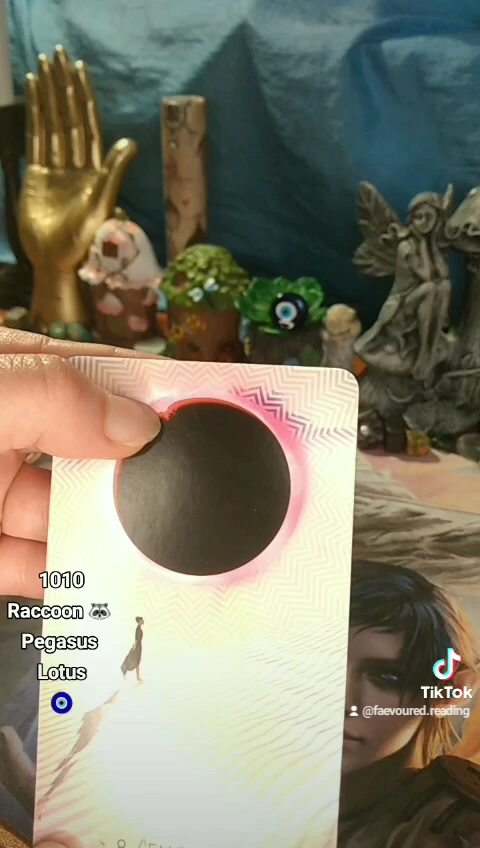 1010
Raccoon 🦝
Pegasus
Lotus
🧿
TikTok
@faevoured.reading